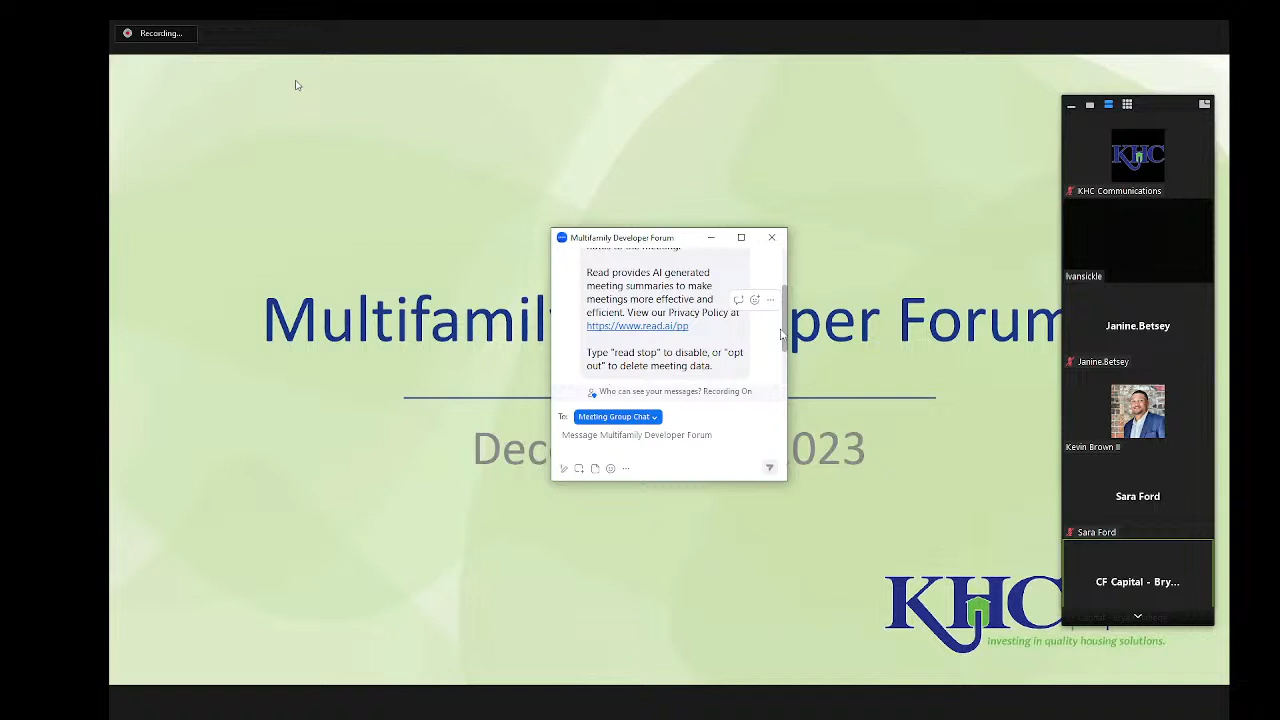 Recording...
Multifamily Developer Forum
Read provides AI generated
meeting summaries to make
meetings more effective and
efficient. View our Privacy Policy at
https://www.read.ai/pp
Type "read stop" to disable, or "opt
out" to delete meeting data.
Who can see your messages? Recording On
To: Meeting Group Chat
Message Multifamily Developer Forum
Multifamily
per Forum
Dec
2023
KHC
Investing in quality housing solutions.
KHC
KHC Communications
lvansickle
Janine.Betsey
Janine.Betsey
Kevin Brown II
Sara Ford
Sara Ford
CF Capital - Bry...